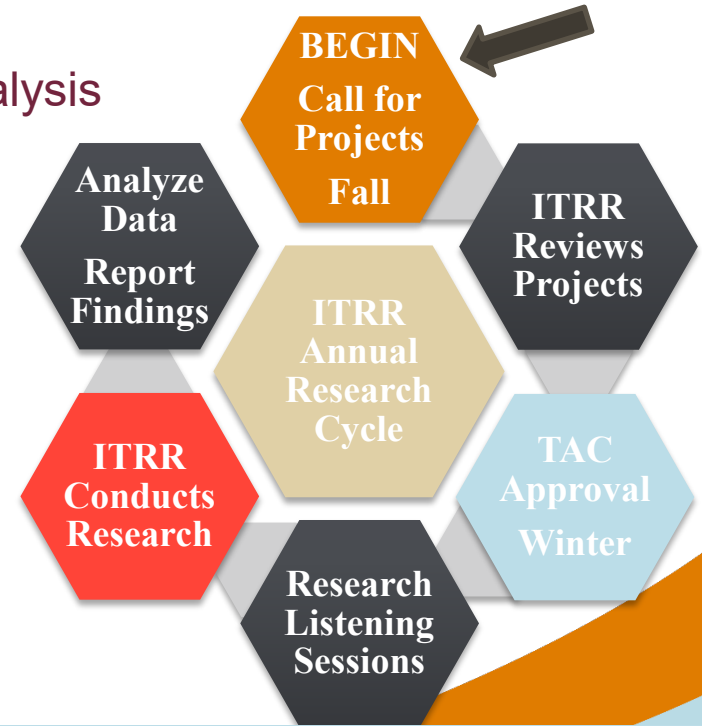 alysis
BEGIN
Call for
Projects
Fall
ITRR
Reviews
Projects
TAC
Approval
Winter
Research
Listening
Sessions
ITRR
Conducts
Research
Analyze
Data
Report
Findings
ITRR
Annual
Research
Cycle